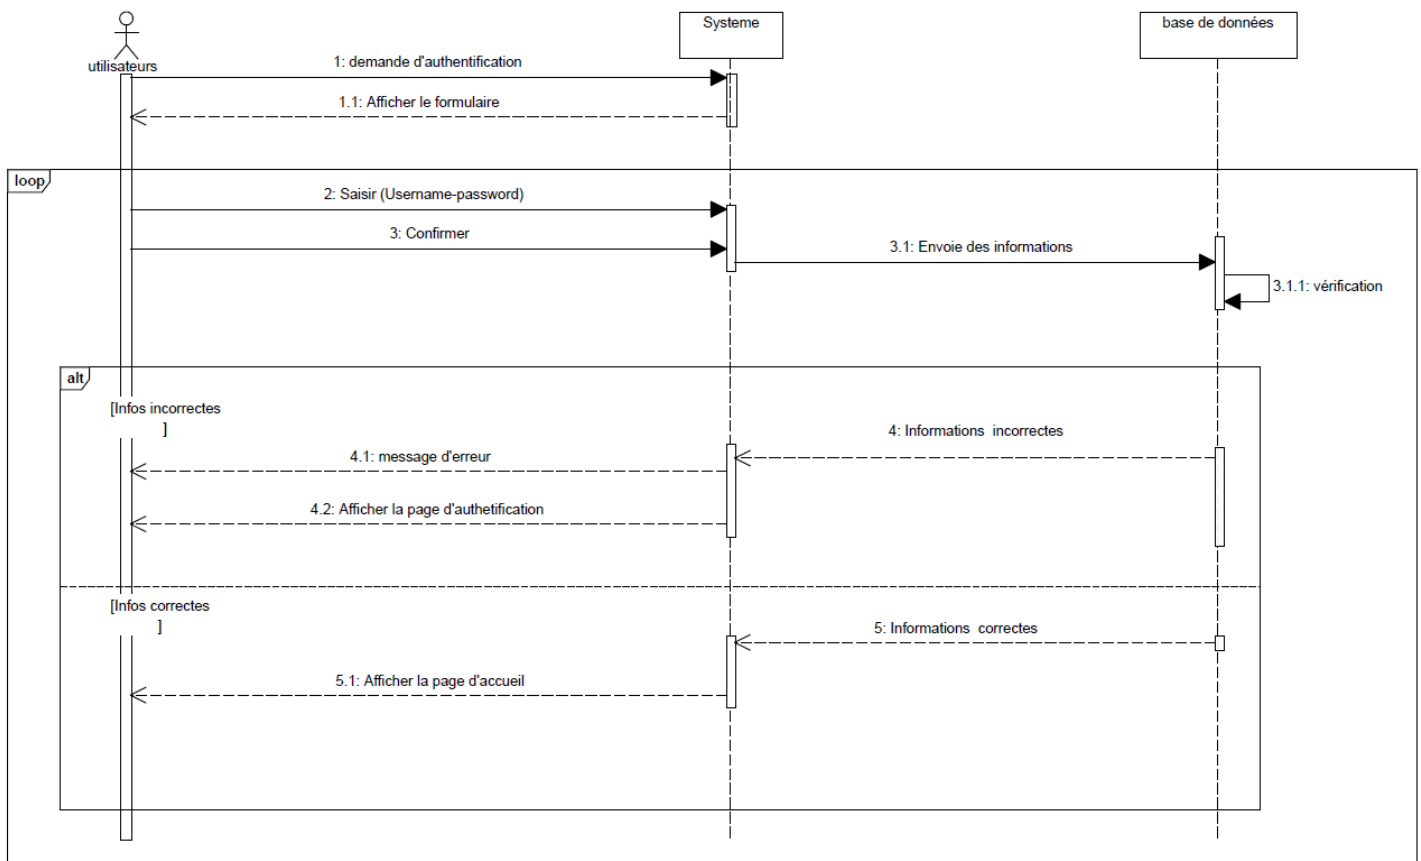 utilisateurs
Systeme
base de données
1: demande d'authentification
1.1: Afficher le formulaire
loop
2: Saisir (Username-password)
3: Confirmer
3.1: Envoie des informations
3.1.1: vérification
alt
[Infos incorrectes
]
4: Informations  incorrectes
4.1: message d'erreur
4.2: Afficher la page d'authetification
[Infos correctes
]
5: Informations  correctes
5.1: Afficher la page d'accueil